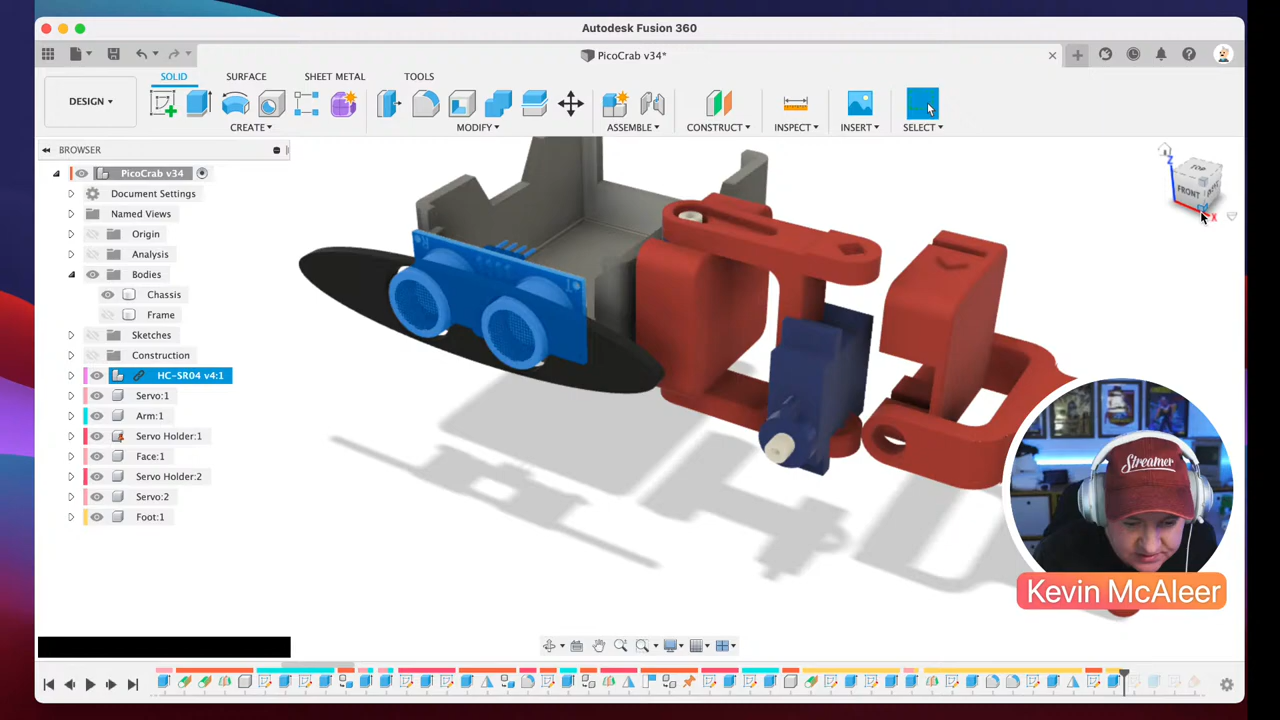 Autodesk Fusion 360
PicoCrab v34*
DESIGN
SOLID SURFACE SHEET METAL TOOLS
CREATE MODIFY ASSEMBLE CONSTRUCT INSPECT INSERT SELECT
BROWSER
PicoCrab v34
Document Settings
Named Views
Origin
Analysis
Bodies
Chassis
Frame
Sketches
Construction
HC-SR04 v4:1
Servo:1
Arm:1
Servo Holder:1
Face:1
Servo Holder:2
Servo:2
Foot:1
Z
TOP
FRONT
X
Streamer
Kevin McAleer